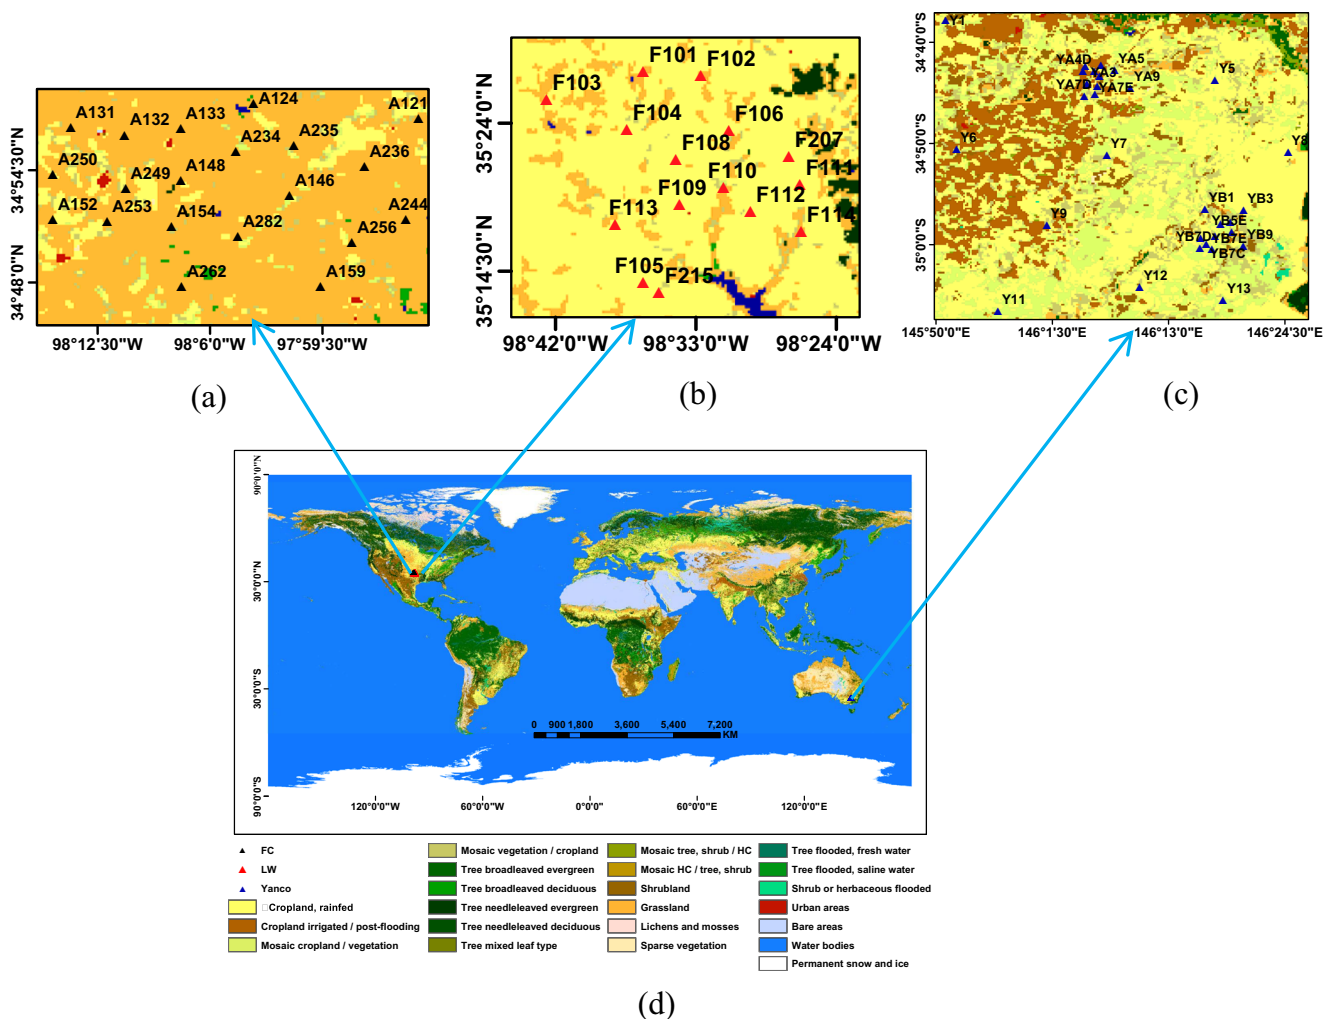 A131
A132
A133
A124
A121
A234
A235
A236
A250
A249
A148
A146
A152
A253
A154
A282
A244
A256
A262
A159
34°54'30"N
34°48'0"N
98°12'30"W
98°6'0"W
97°59'30"W
(a)
F101
F102
F103
F104
F106
F108
F207
F110
F111
F109
F112
F113
F114
F105
F215
35°24'0"N
35°14'30"N
98°42'0"W
98°33'0"W
98°24'0"W
(b)
Y1
YA4D
YA5
YA3
YA9
YA7B
YA7E
Y5
Y6
Y7
Y8
Y9
YB1
YB3
YB5E
YB7D
YB7E
YB9
YB7C
Y12
Y13
Y11
34°40'0"S
34°50'0"S
35°0'0"S
145°50'0"E
146°1'30"E
146°13'0"E
146°24'30"E
(c)
90°0'0"N
30°0'0"N
30°0'0"S
90°0'0"S
0 900 1,800 3,600 5,400 7,200
KM
120°0'0"W
60°0'0"W
0°0'0"
60°0'0"E
120°0'0"E
FC
LW
Yanco
Cropland, rainfed
Cropland irrigated / post-flooding
Mosaic cropland / vegetation
Mosaic vegetation / cropland
Tree broadleaved evergreen
Tree broadleaved deciduous
Tree needleleaved evergreen
Tree needleleaved deciduous
Tree mixed leaf type
Mosaic tree, shrub / HC
Mosaic HC / tree, shrub
Shrubland
Grassland
Lichens and mosses
Sparse vegetation
Tree flooded, fresh water
Tree flooded, saline water
Shrub or herbaceous flooded
Urban areas
Bare areas
Water bodies
Permanent snow and ice
(d)